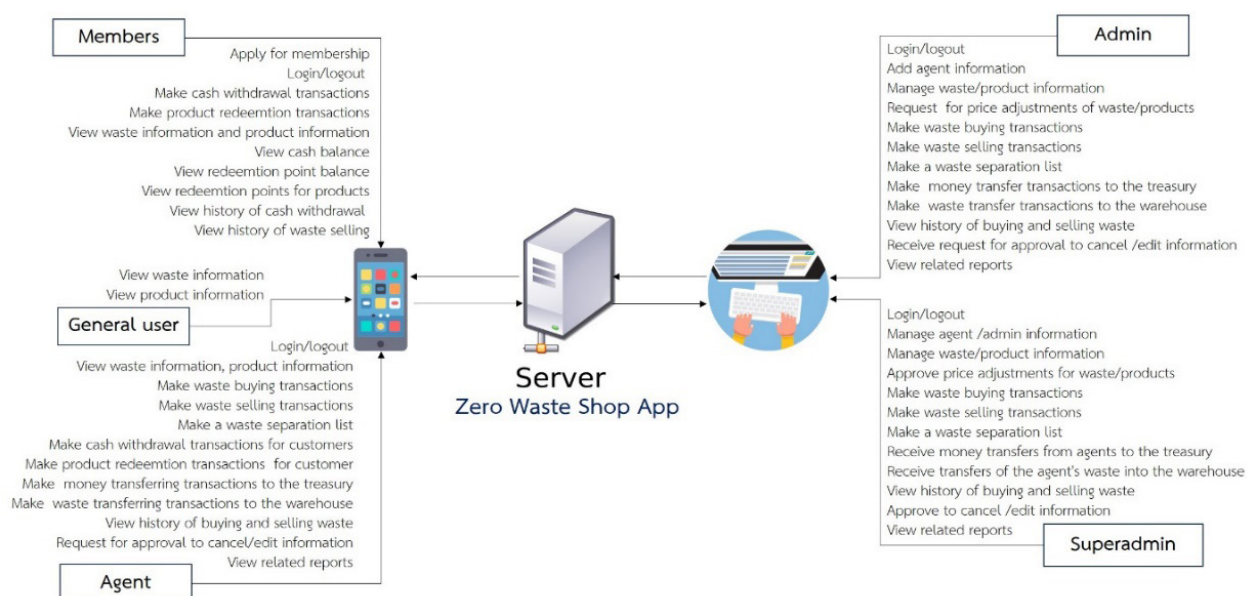 Members
Apply for membership
Login/logout
Make cash withdrawal transactions
Make product redeemtion transactions
View waste information and product information
View cash balance
View redeemtion point balance
View redeemtion points for products
View history of cash withdrawal
View history of waste selling
View waste information
View product information
General user
Login/logout
View waste information, product information
Make waste buying transactions
Make waste selling transactions
Make a waste separation list
Make cash withdrawal transactions for customers
Make product redeemtion transactions for customer
Make money transferring transactions to the treasury
Make waste transferring transactions to the warehouse
View history of buying and selling waste
Request for approval to cancel/edit information
View related reports
Agent
Server
Zero Waste Shop App
Admin
Login/logout
Add agent information
Manage waste/product information
Request for price adjustments of waste/products
Make waste buying transactions
Make waste selling transactions
Make a waste separation list
Make money transfer transactions to the treasury
Make waste transfer transactions to the warehouse
View history of buying and selling waste
Receive request for approval to cancel /edit information
View related reports
Login/logout
Manage agent /admin information
Manage waste/product information
Approve price adjustments for waste/products
Make waste buying transactions
Make waste selling transactions
Make a waste separation list
Receive money transfers from agents to the treasury
Receive transfers of the agent's waste into the warehouse
View history of buying and selling waste
Approve to cancel /edit information
View related reports
Superadmin